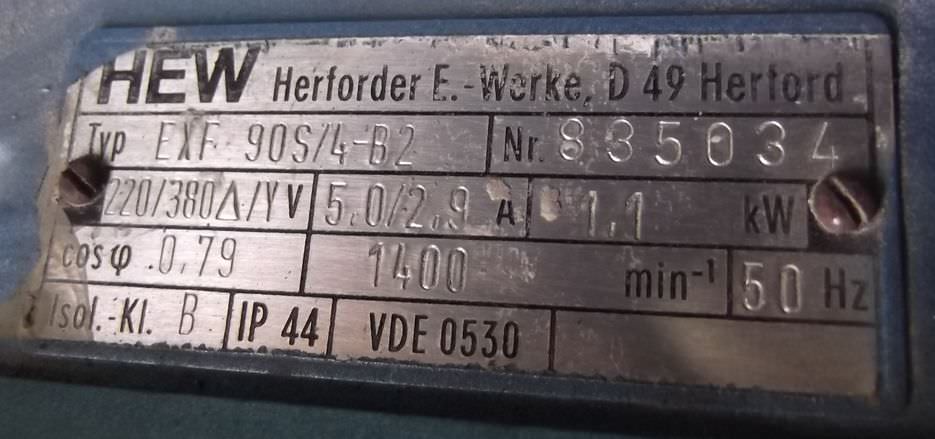 HEW Herforder E.-Werke, D 49 Herford
Typ EXF 90S/4-B2 Nr. 835034
220/380Δ/YV 5.0/2.9 A 1.1 kW
cosφ .0,79 1400 min⁻¹ 50 Hz
Isol.-Kl. B IP 44 VDE 0530